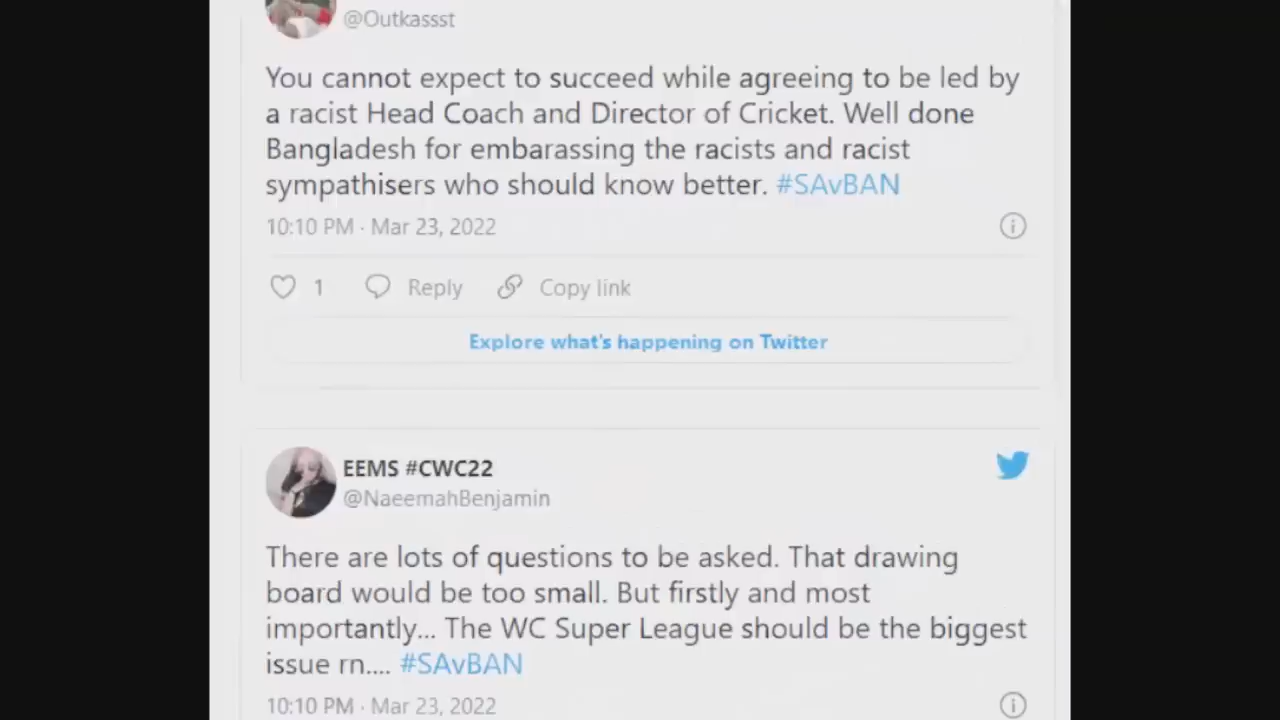 @Outkassst
You cannot expect to succeed while agreeing to be led by
a racist Head Coach and Director of Cricket. Well done
Bangladesh for embarassing the racists and racist
sympathisers who should know better. #SAvBAN
10:10 PM · Mar 23, 2022
1 Reply Copy link
Explore what's happening on Twitter
EEMS #CWC22
@NaeemahBenjamin
There are lots of questions to be asked. That drawing
board would be too small. But firstly and most
importantly... The WC Super League should be the biggest
issue rn.... #SAvBAN
10:10 PM · Mar 23, 2022